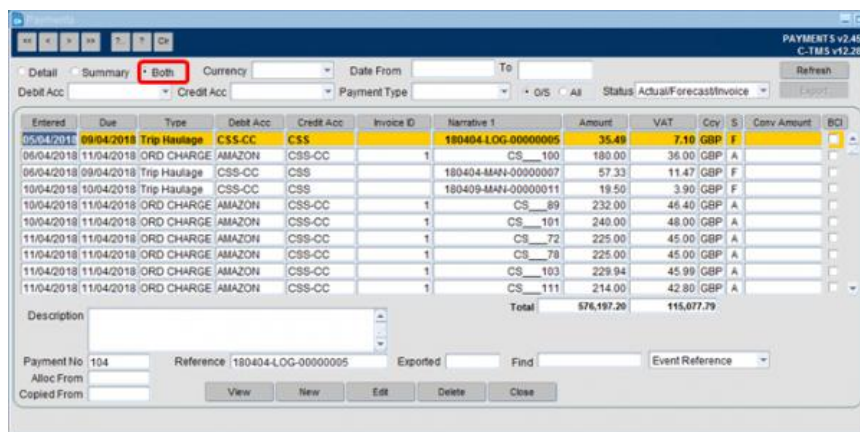 Payments
<< < > >> ?.. ? Clr
PAYMENTS v2.45
C-TMS v12.28
Detail Summary Both Currency Date From To Refresh
Debit Acc Credit Acc Payment Type O/S All Status Actual/Forecast/Invoice Export
Entered Due Type Debit Acc Credit Acc Invoice ID Narrative 1 Amount VAT Ccy S Conv Amount BCI
05/04/2018 09/04/2018 Trip Haulage CSS-CC CSS 180404-LOG-00000005 35.49 7.10 GBP F
06/04/2018 11/04/2018 ORD CHARGE AMAZON CSS-CC 1 CS___100 180.00 36.00 GBP A
06/04/2018 09/04/2018 Trip Haulage CSS-CC CSS 180404-MAN-00000007 57.33 11.47 GBP F
10/04/2018 10/04/2018 Trip Haulage CSS-CC CSS 180409-MAN-00000011 19.50 3.90 GBP F
10/04/2018 11/04/2018 ORD CHARGE AMAZON CSS-CC 1 CS___89 232.00 46.40 GBP A
10/04/2018 11/04/2018 ORD CHARGE AMAZON CSS-CC 1 CS___101 240.00 48.00 GBP A
11/04/2018 11/04/2018 ORD CHARGE AMAZON CSS-CC 1 CS___72 225.00 45.00 GBP A
11/04/2018 11/04/2018 ORD CHARGE AMAZON CSS-CC 1 CS___78 225.00 45.00 GBP A
11/04/2018 11/04/2018 ORD CHARGE AMAZON CSS-CC 1 CS___103 229.94 45.99 GBP A
11/04/2018 11/04/2018 ORD CHARGE AMAZON CSS-CC 1 CS___111 214.00 42.80 GBP A
Total 576,197.20 115,077.79
Description
Payment No 104 Reference 180404-LOG-00000005 Exported Find Event Reference
Alloc From
Copied From View New Edit Delete Close